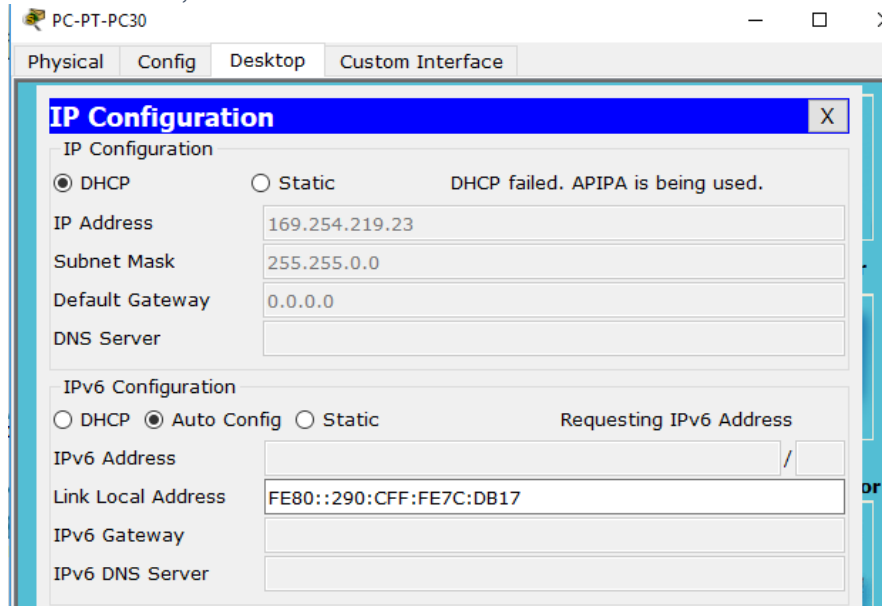 PC-PT-PC30
Physical Config Desktop Custom Interface
IP Configuration X
IP Configuration
DHCP Static DHCP failed. APIPA is being used.
IP Address 169.254.219.23
Subnet Mask 255.255.0.0
Default Gateway 0.0.0.0
DNS Server
IPv6 Configuration
DHCP Auto Config Static Requesting IPv6 Address
IPv6 Address /
Link Local Address FE80::290:CFF:FE7C:DB17
or
IPv6 Gateway
IPv6 DNS Server